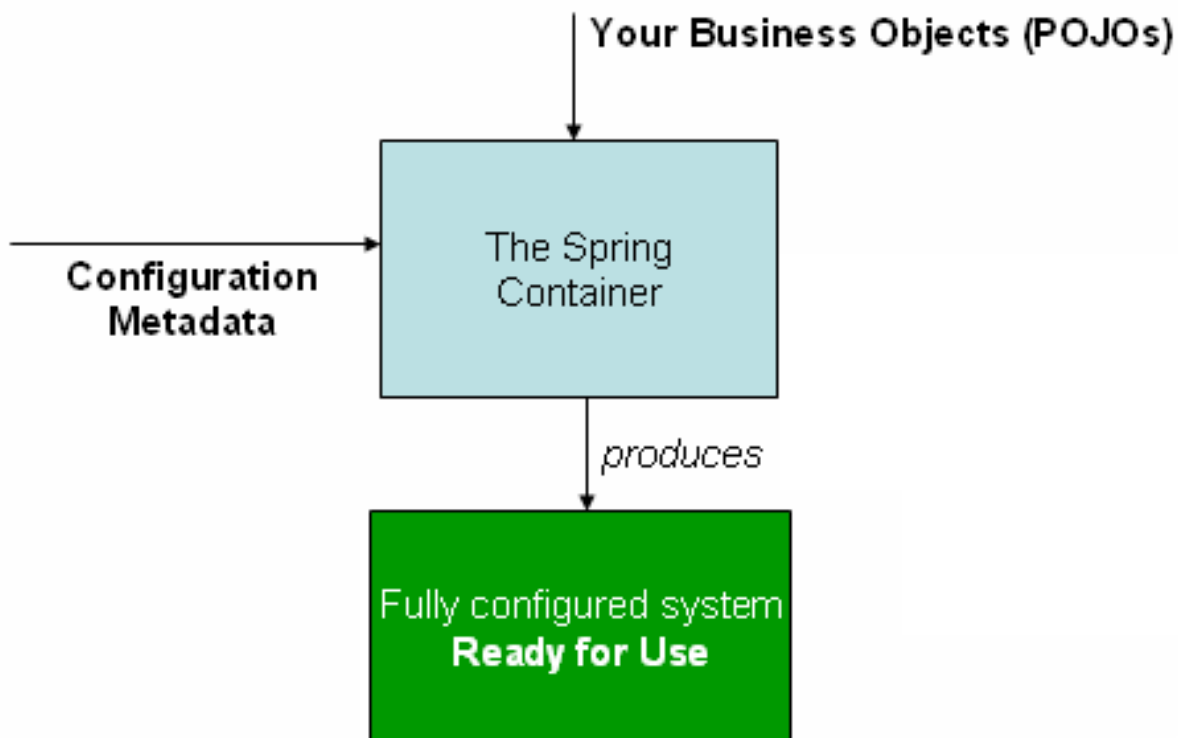 Your Business Objects (POJOs)
The Spring
Container
Configuration
Metadata
produces
Fully configured system
Ready for Use